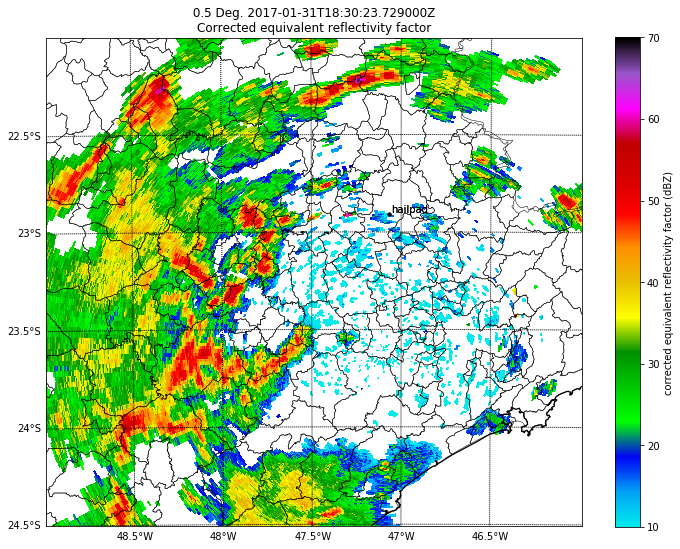 0.5 Deg. 2017-01-31T18:30:23.729000Z
Corrected equivalent reflectivity factor
22.5°S
23°S
23.5°S
24°S
24.5°S
48.5°W
48°W
47.5°W
47°W
46.5°W
hailpad
70
60
50
40
30
20
10
corrected equivalent reflectivity factor (dBZ)